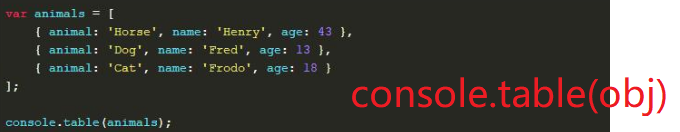 var animals = [
    { animal: 'Horse', name: 'Henry', age: 43 },
    { animal: 'Dog', name: 'Fred', age: 13 },
    { animal: 'Cat', name: 'Frodo', age: 18 }
];
console.table(obj)
console.table(animals);